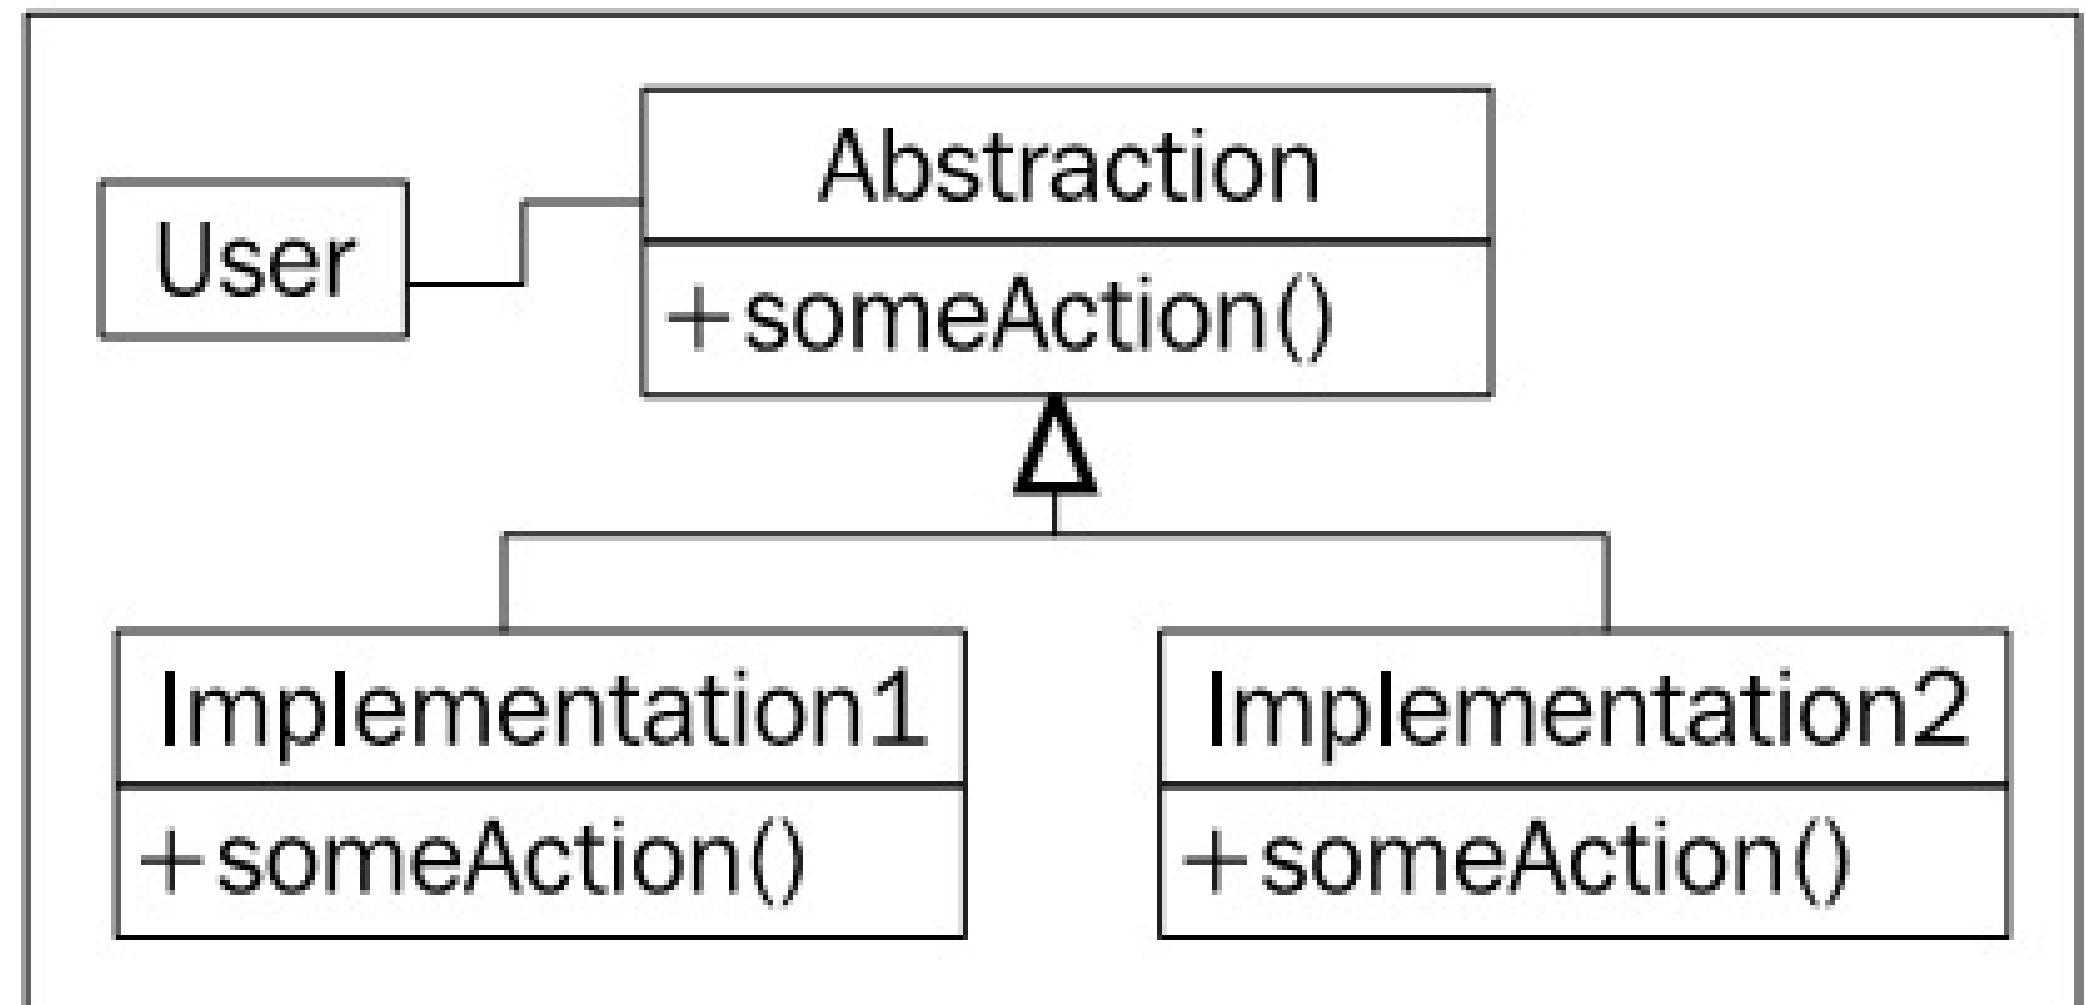 Abstraction
User
+someAction()
Implementation1
Implementation2
+someAction()
+someAction()